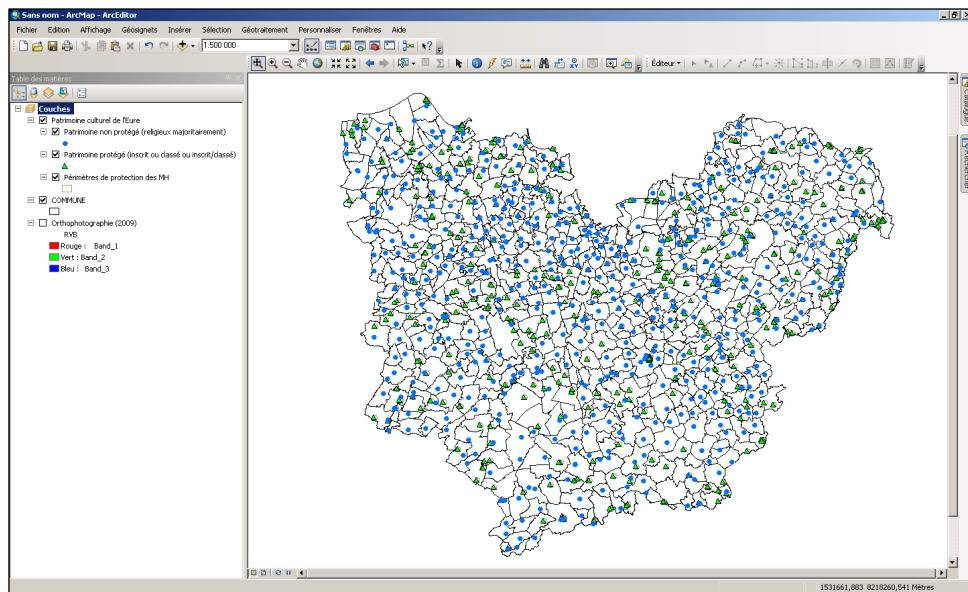 Sans nom - ArcMap - ArcEditor
Fichier Edition Affichage Géosignets Insérer Sélection Géotraitement Personnaliser Fenêtres Aide
1:500 000
Éditeur
Table des matières
Couches
Patrimoine culturel de l'Eure
Patrimoine non protégé (religieux majoritairement)
Patrimoine protégé (inscrit ou classé ou inscrit/classé)
Périmètres de protection des MH
COMMUNE
Orthophotographie (2009)
RVB
Rouge : Band_1
Vert : Band_2
Bleu : Band_3
1531661,883 8218260,541 Mètres